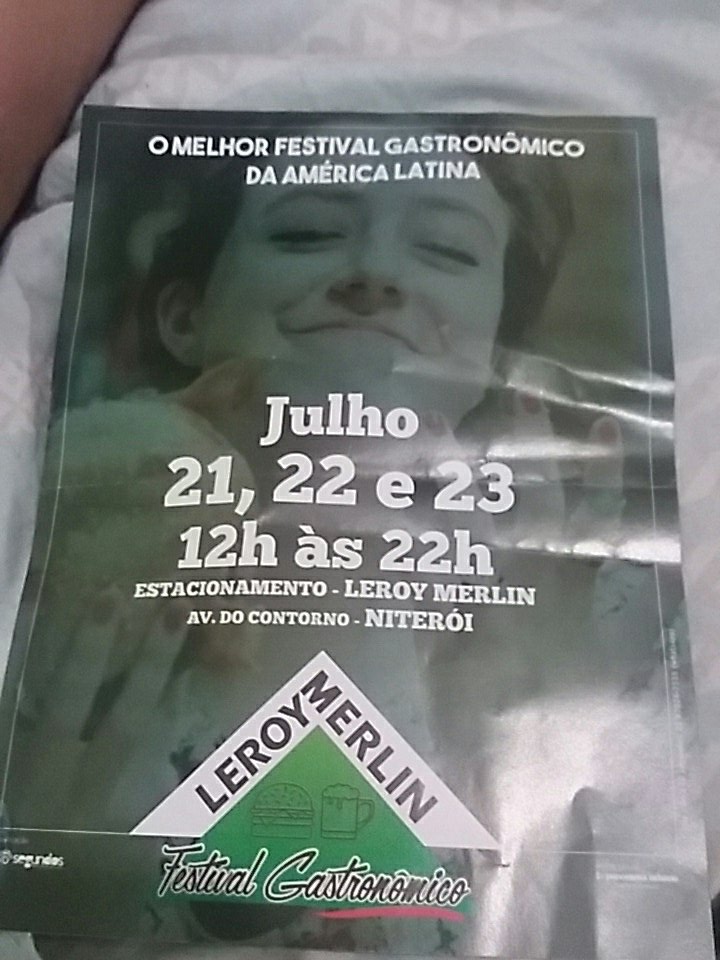 O MELHOR FESTIVAL GASTRONÔMICO
DA AMÉRICA LATINA
Julho
21, 22 e 23
12h às 22h
ESTACIONAMENTO - LEROY MERLIN
AV. DO CONTORNO - NITERÓI
LEROY MERLIN
segundos
Festival Gastronômico